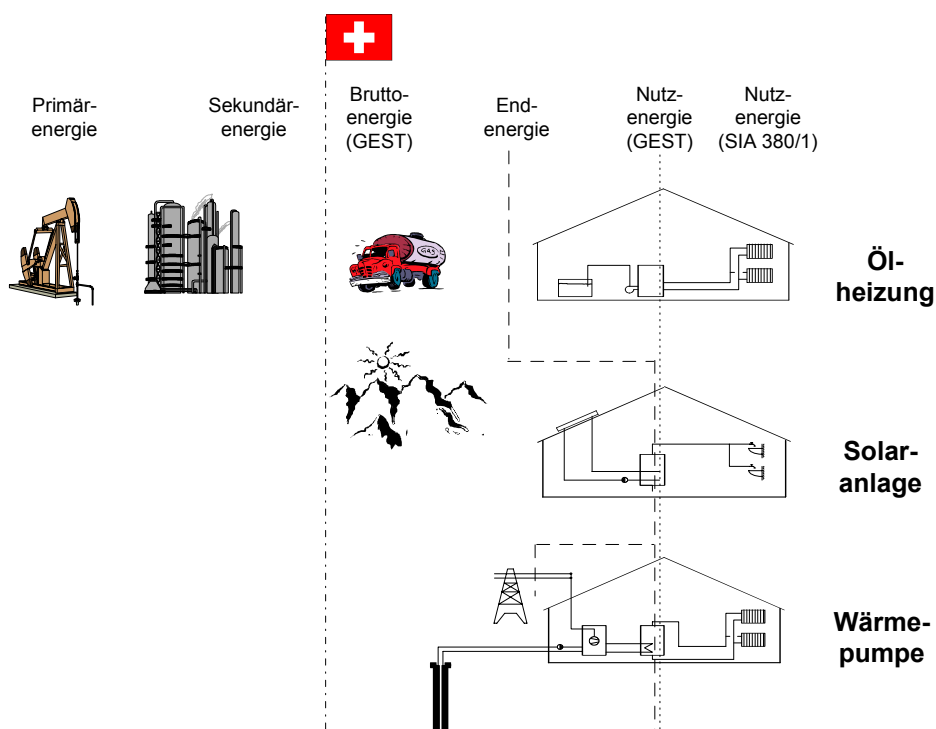 Primär-
energie
Sekundär-
energie
Brutto-
energie
(GEST)
End-
energie
Nutz-
energie
(GEST)
Nutz-
energie
(SIA 380/1)
GAS
Öl-
heizung
Solar-
anlage
Wärme-
pumpe